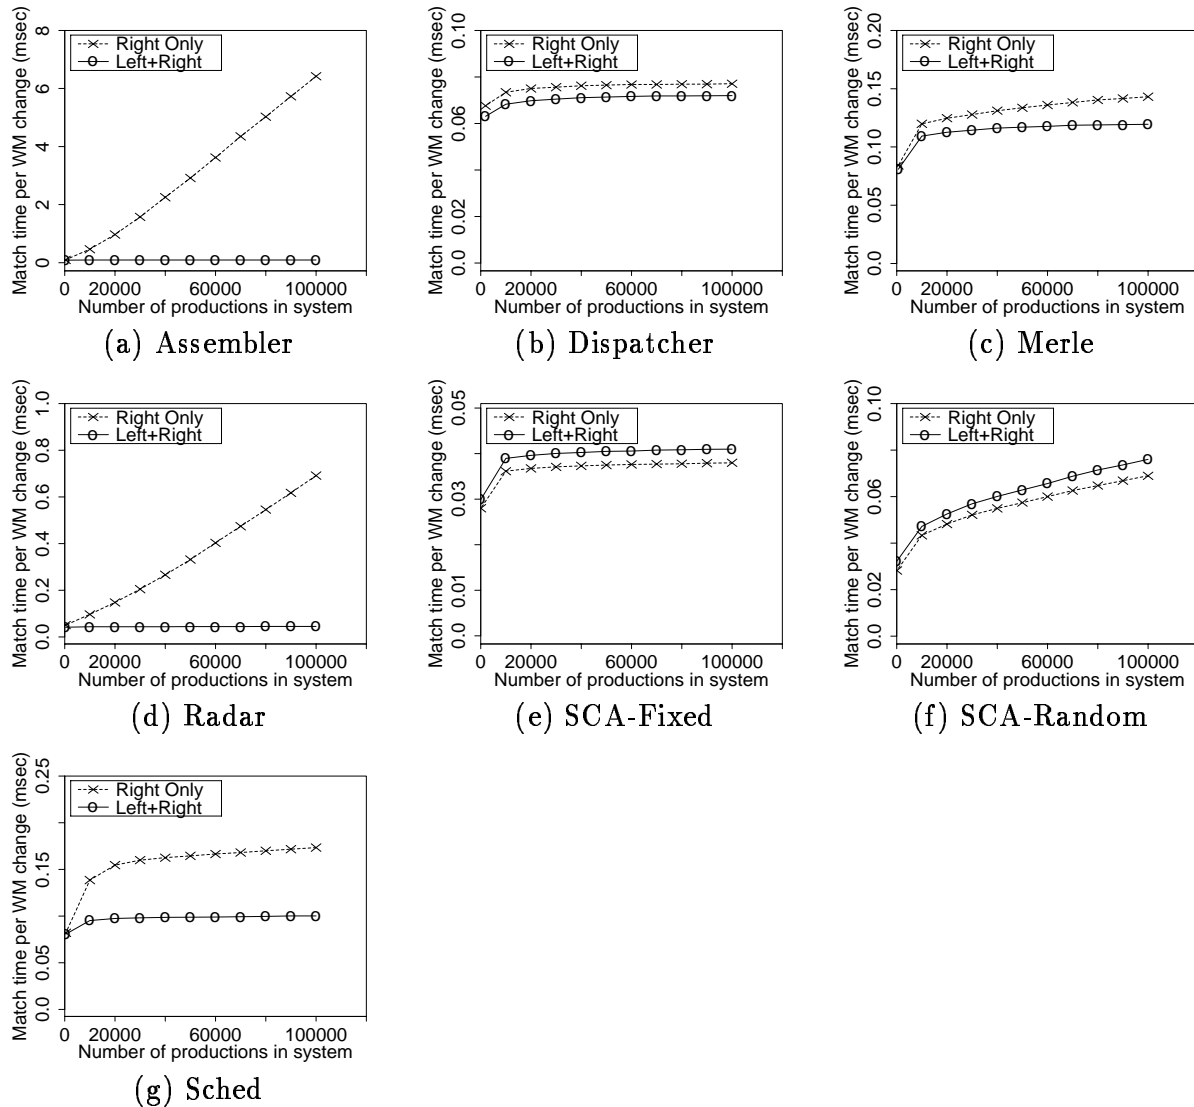 Match time per WM change (msec)
0 2 4 6 8
Right Only
Left+Right
0 20000 60000 100000
Number of productions in system
(a) Assembler
Match time per WM change (msec)
0.0 0.02 0.06 0.10
Right Only
Left+Right
0 20000 60000 100000
Number of productions in system
(b) Dispatcher
Match time per WM change (msec)
0.0 0.05 0.10 0.15 0.20
Right Only
Left+Right
0 20000 60000 100000
Number of productions in system
(c) Merle
Match time per WM change (msec)
0.0 0.2 0.4 0.6 0.8 1.0
Right Only
Left+Right
0 20000 60000 100000
Number of productions in system
(d) Radar
Match time per WM change (msec)
0.0 0.01 0.03 0.05
Right Only
Left+Right
0 20000 60000 100000
Number of productions in system
(e) SCA-Fixed
Match time per WM change (msec)
0.0 0.02 0.06 0.10
Right Only
Left+Right
0 20000 60000 100000
Number of productions in system
(f) SCA-Random
Match time per WM change (msec)
0.0 0.05 0.15 0.25
Right Only
Left+Right
0 20000 60000 100000
Number of productions in system
(g) Sched